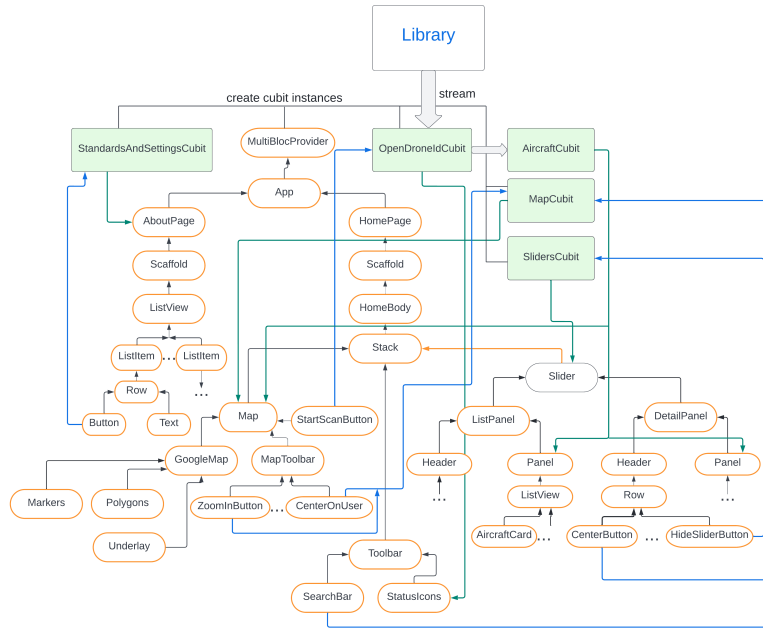 Library
stream
create cubit instances
StandardsAndSettingsCubit
MultiBlocProvider
OpenDroneIdCubit
AircraftCubit
App
MapCubit
AboutPage
HomePage
Scaffold
Scaffold
SlidersCubit
ListView
HomeBody
ListItem
...
ListItem
Stack
Slider
Row
...
Button
Text
Map
StartScanButton
ListPanel
DetailPanel
GoogleMap
MapToolbar
Header
Panel
Header
Panel
Markers
Polygons
ZoomInButton
...
CenterOnUser
...
ListView
Row
...
Underlay
Toolbar
AircraftCard
...
CenterButton
...
HideSliderButton
SearchBar
StatusIcons